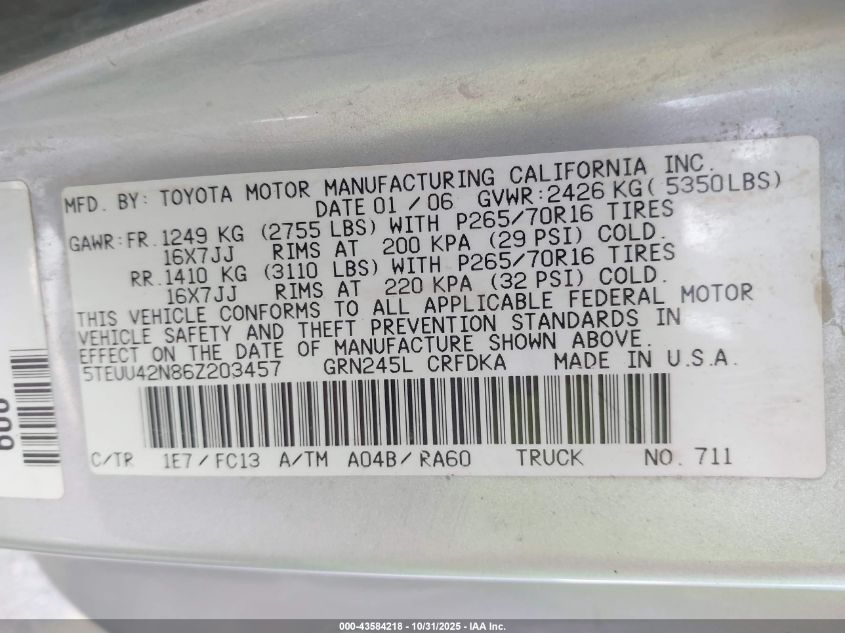 MFD. BY: TOYOTA MOTOR MANUFACTURING CALIFORNIA INC.
DATE 01 / 06 GVWR:2426 KG( 5350LBS)
GAWR:FR. 1249 KG (2755 LBS) WITH P265/70R16 TIRES
16X7JJ RIMS AT 200 KPA (29 PSI) COLD.
RR. 1410 KG (3110 LBS) WITH P265/70R16 TIRES
16X7JJ RIMS AT 220 KPA (32 PSI) COLD.
THIS VEHICLE CONFORMS TO ALL APPLICABLE FEDERAL MOTOR
VEHICLE SAFETY AND THEFT PREVENTION STANDARDS IN
EFFECT ON THE DATE OF MANUFACTURE SHOWN ABOVE.
5TEUU42N86Z203457 GRN245L CRFDKA MADE IN U.S.A.
C/TR 1E7 / FC13 A/TM A04B/ RA60 TRUCK NO. 711
000-43584218 - 10/31/2025 - IAA Inc.